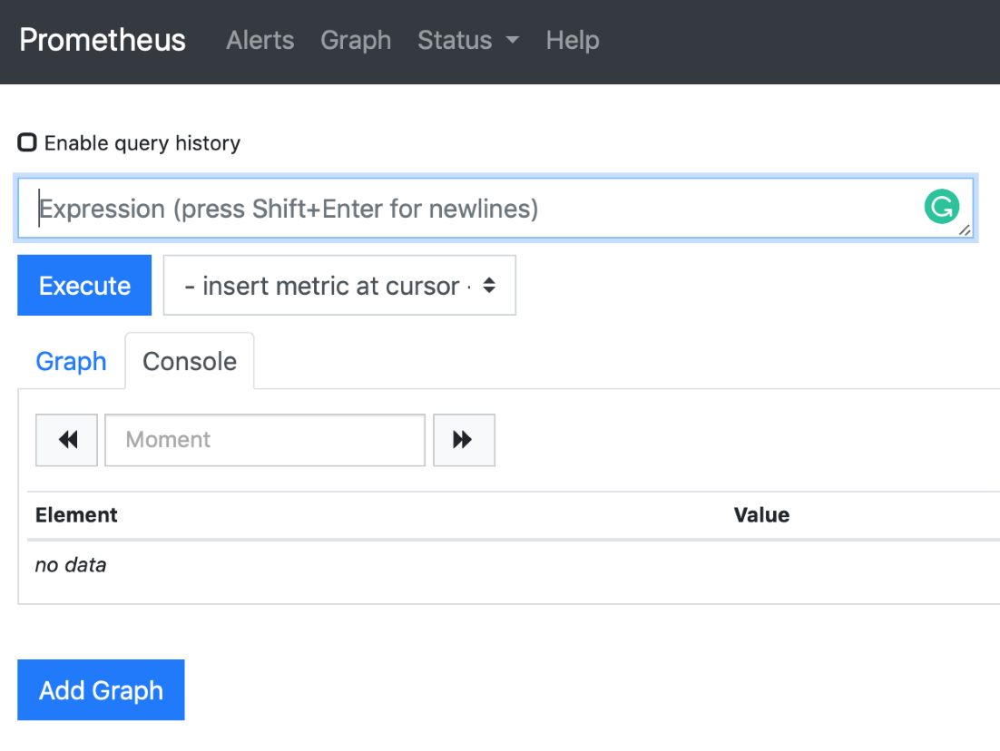 Prometheus Alerts Graph Status Help
Enable query history
Expression (press Shift+Enter for newlines)
Execute - insert metric at cursor -
Graph Console
Moment
Element Value
no data
Add Graph